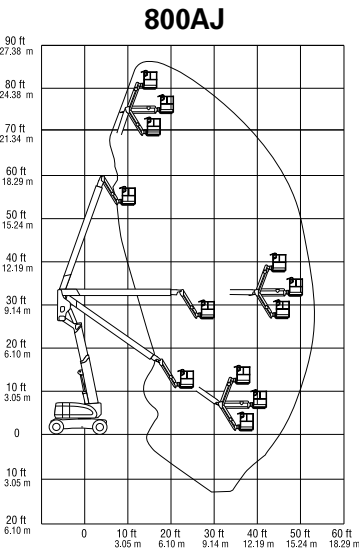 800AJ
90 ft
27.38 m
80 ft
24.38 m
70 ft
21.34 m
60 ft
18.29 m
50 ft
15.24 m
40 ft
12.19 m
30 ft
9.14 m
20 ft
6.10 m
10 ft
3.05 m
0
10 ft
3.05 m
20 ft
6.10 m
0 10 ft 20 ft 30 ft 40 ft 50 ft 60 ft
3.05 m 6.10 m 9.14 m 12.19 m 15.24 m 18.29 m